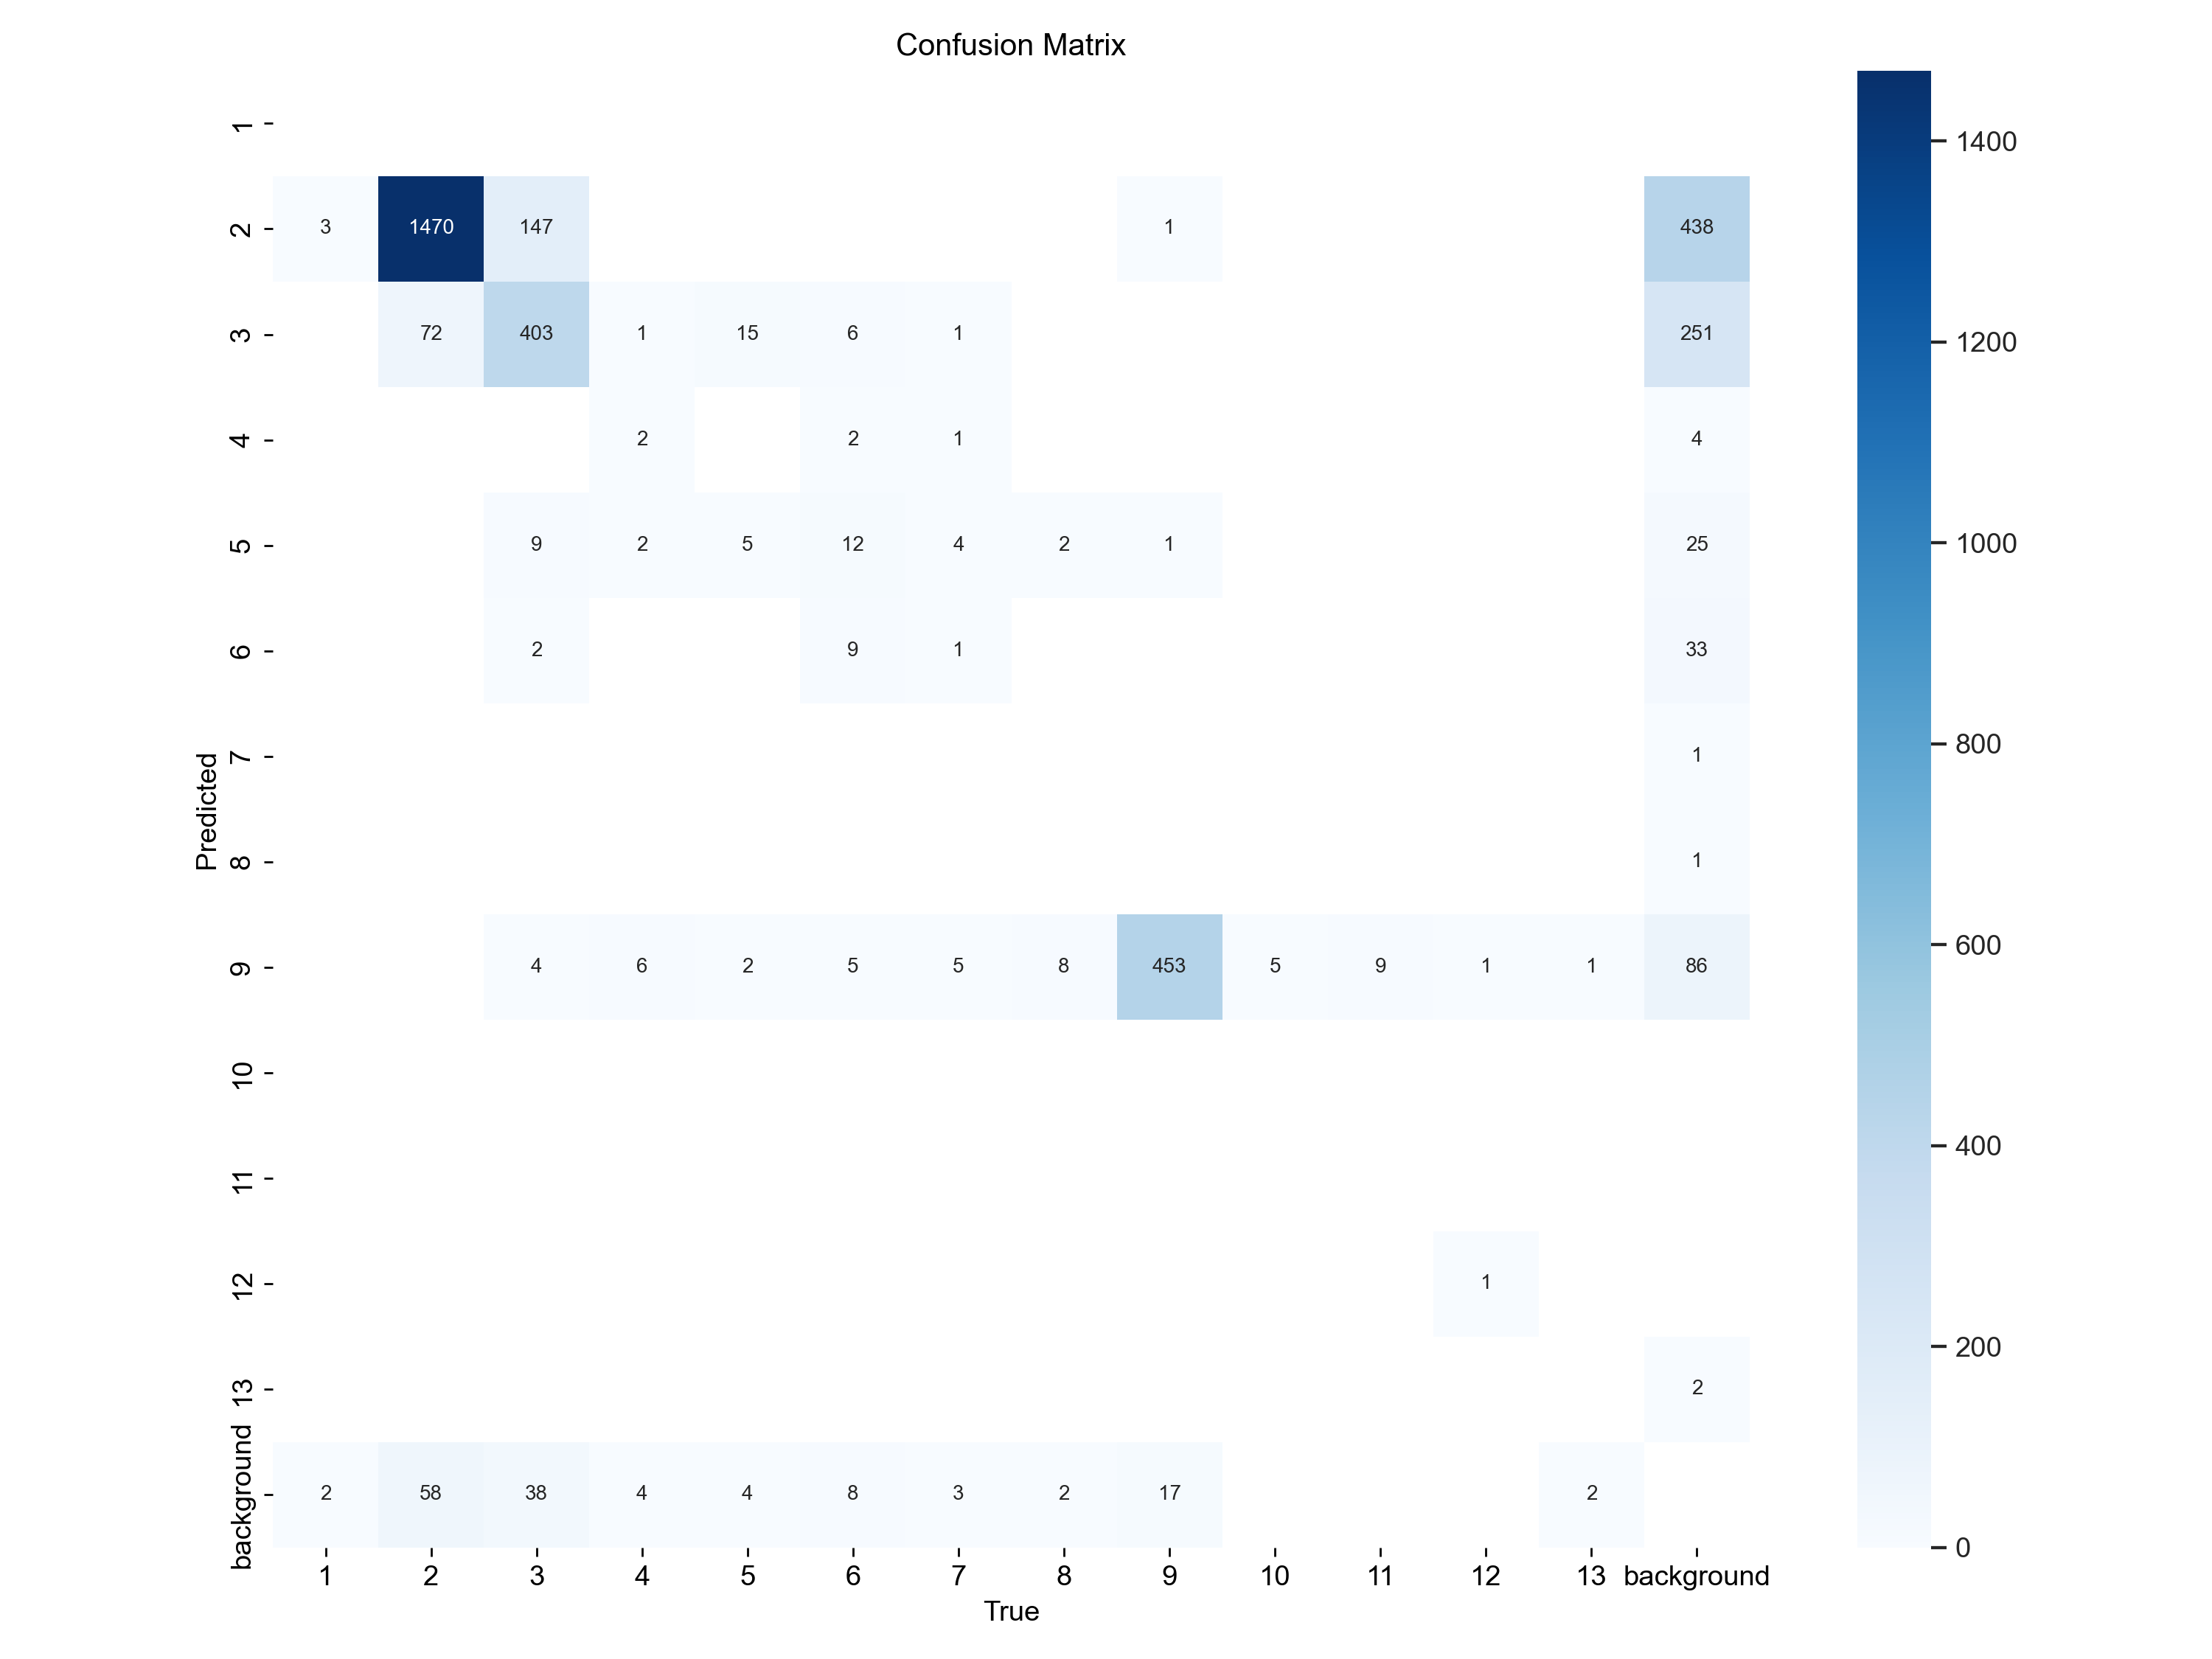 Confusion Matrix
1
2 3 1470 147 1 438
3 72 403 1 15 6 1 251
4 2 2 1 4
5 9 2 5 12 4 2 1 25
6 2 9 1 33
7 1
8 1
9 4 6 2 5 5 8 453 5 9 1 1 86
10
11
12 1
13 2
background 2 58 38 4 4 8 3 2 17 2
1 2 3 4 5 6 7 8 9 10 11 12 13 background
True
Predicted
1400
1200
1000
800
600
400
200
0